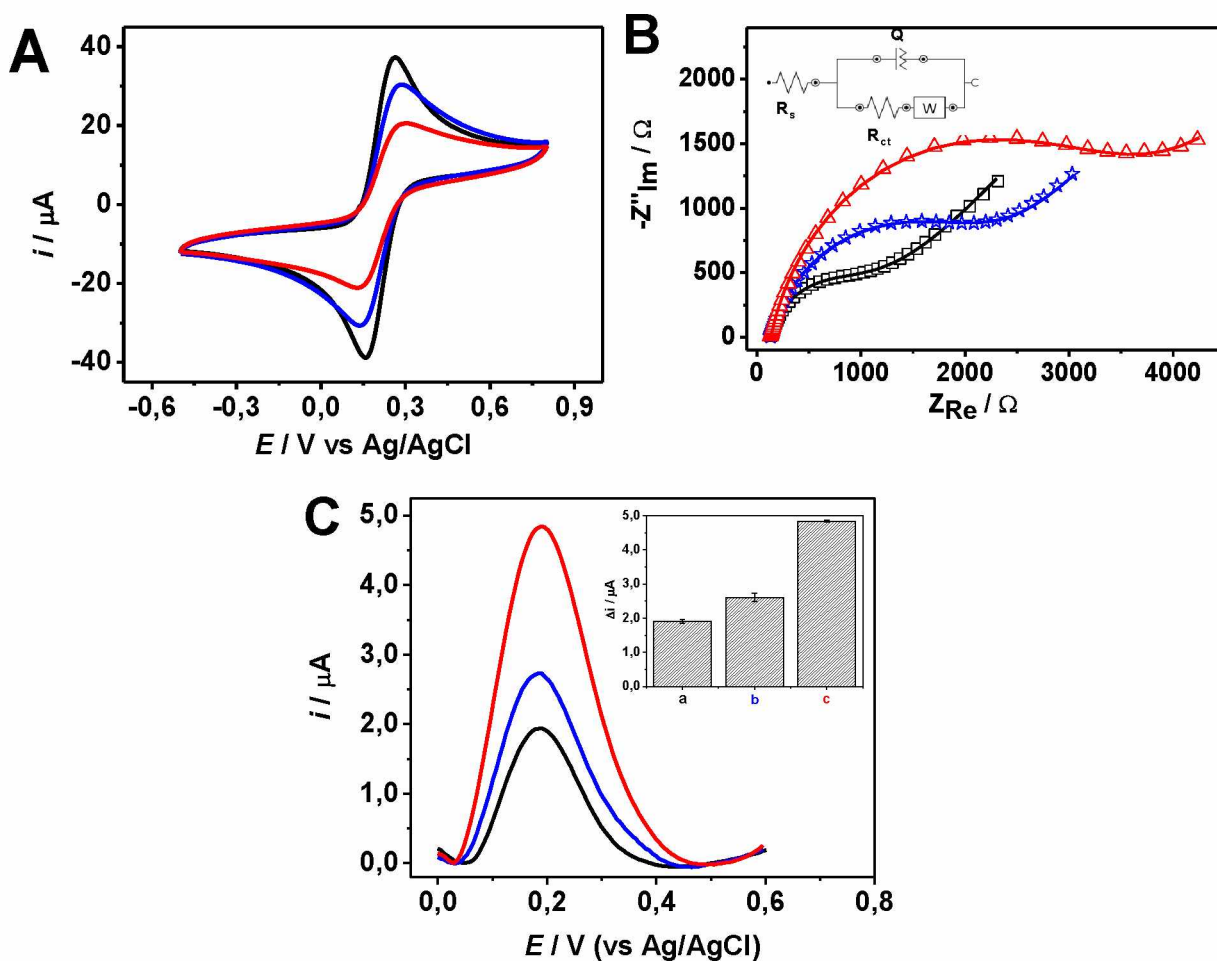 A
40
20
0
-20
-40
i / μA
-0,6 -0,3 0,0 0,3 0,6 0,9
E / V vs Ag/AgCl
B
2000
1500
1000
500
0
-Z''Im / Ω
Q
Rs
Rct
W
0 1000 2000 3000 4000
ZRe / Ω
C
5,0
4,0
3,0
2,0
1,0
0,0
i / μA
0,0 0,2 0,4 0,6 0,8
E / V (vs Ag/AgCl)
5,0
4,0
3,0
2,0
1,0
0,0
Δi / μA
a b c